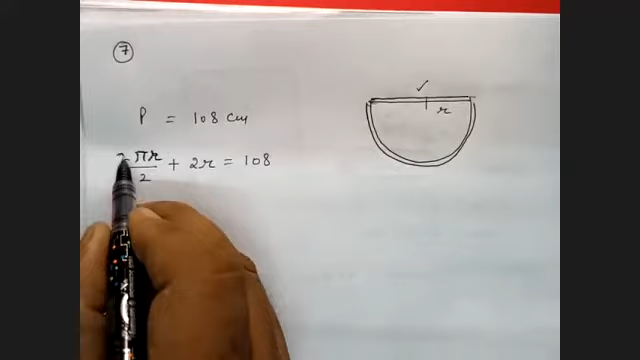 7
P = 108 cm
r
2πr/2 + 2r = 108